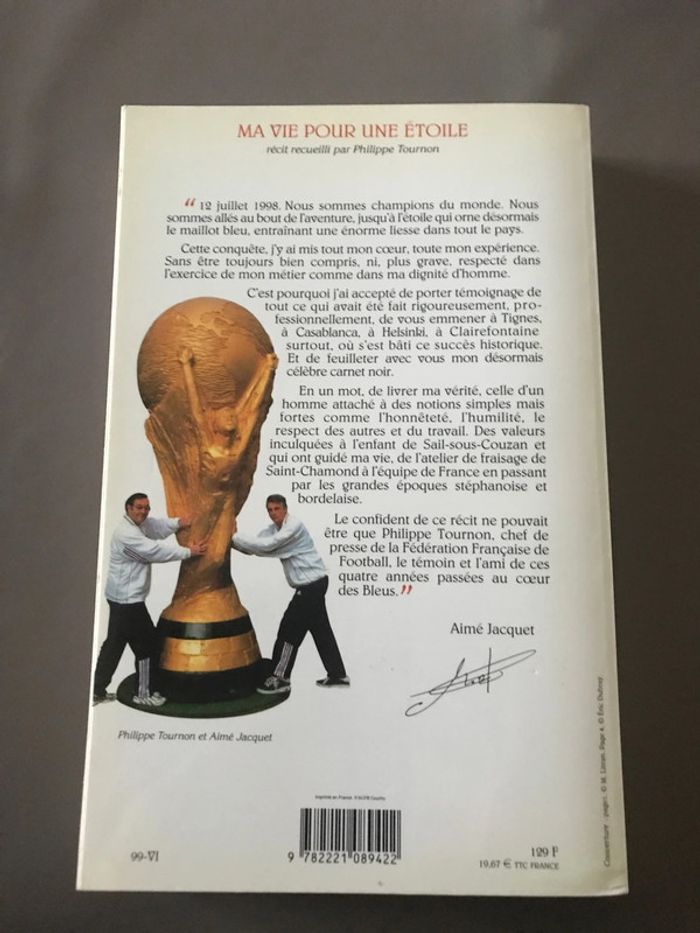 MA VIE POUR UNE ÉTOILE
récit recueilli par Philippe Tournon
“ 12 juillet 1998. Nous sommes champions du monde. Nous
sommes allés au bout de l'aventure, jusqu'à l'étoile qui orne désormais
le maillot bleu, entraînant une énorme liesse dans tout le pays.
Cette conquête, j'y ai mis tout mon cœur, toute mon expérience.
Sans être toujours bien compris, ni, plus grave, respecté dans
l'exercice de mon métier comme dans ma dignité d'homme.
C'est pourquoi j'ai accepté de porter témoignage de
tout ce qui avait été fait rigoureusement, pro-
fessionnellement, de vous emmener à Tignes,
à Casablanca, à Helsinki, à Clairefontaine
surtout, où s'est bâti ce succès historique.
Et de feuilleter avec vous mon désormais
célèbre carnet noir.
En un mot, de livrer ma vérité, celle d'un
homme attaché à des notions simples mais
fortes comme l'honnêteté, l'humilité, le
respect des autres et du travail. Des valeurs
inculquées à l'enfant de Sail-sous-Couzan et
qui ont guidé ma vie, de l'atelier de fraisage de
Saint-Chamond à l'équipe de France en passant
par les grandes époques stéphanoise et
bordelaise.
Le confident de ce récit ne pouvait
être que Philippe Tournon, chef de
presse de la Fédération Française de
Football, le témoin et l'ami de ces
quatre années passées au cœur
des Bleus. ”
Aimé Jacquet
Philippe Tournon et Aimé Jacquet
Imprimé en France
99-VI
9 782221 089422
129 F
19,67 € TTC FRANCE
Couverture : page 1, © M. Linran. Page 4, © Éric Dubray